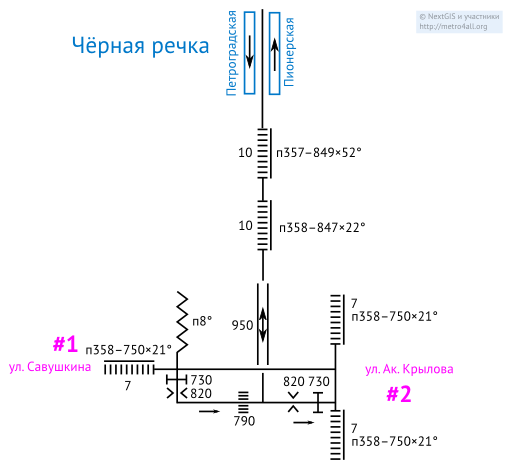 © NextGIS и участники
http://metro4all.org
Чёрная речка
Петроградская
Пионерская
10
п357–849×52°
10
п358–847×22°
950
п8°
7
п358–750×21°
#1
п358–750×21°
ул. Савушкина
7
730
820
790
820 730
ул. Ак. Крылова
#2
7
п358–750×21°